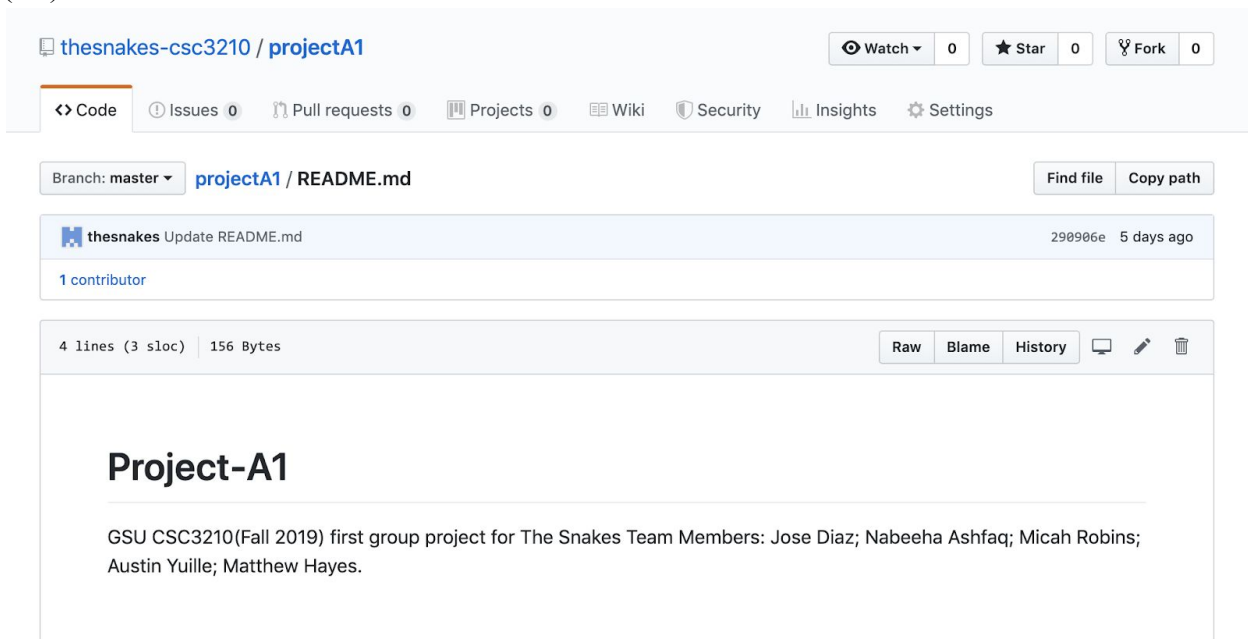 thesnakes-csc3210 / projectA1
Watch 0 Star 0 Fork 0
Code Issues 0 Pull requests 0 Projects 0 Wiki Security Insights Settings
Branch: master projectA1 / README.md Find file Copy path
thesnakes Update README.md 290906e 5 days ago
1 contributor
4 lines (3 sloc) 156 Bytes Raw Blame History
Project-A1
GSU CSC3210(Fall 2019) first group project for The Snakes Team Members: Jose Diaz; Nabeeha Ashfaq; Micah Robins;
Austin Yuille; Matthew Hayes.